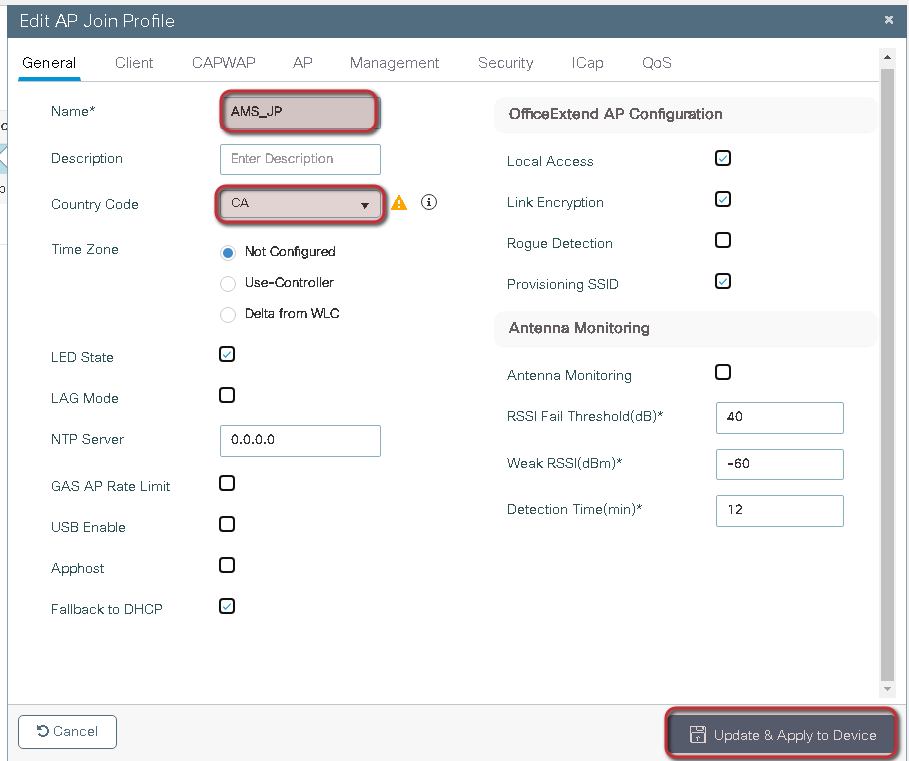 Edit AP Join Profile
General Client CAPWAP AP Management Security ICap QoS
Name* AMS_JP
Description Enter Description
Country Code CA
Time Zone Not Configured
Use-Controller
Delta from WLC
LED State
LAG Mode
NTP Server 0.0.0.0
GAS AP Rate Limit
USB Enable
Apphost
Fallback to DHCP
OfficeExtend AP Configuration
Local Access
Link Encryption
Rogue Detection
Provisioning SSID
Antenna Monitoring
Antenna Monitoring
RSSI Fail Threshold(dB)* 40
Weak RSSI(dBm)* -60
Detection Time(min)* 12
Cancel
Update & Apply to Device